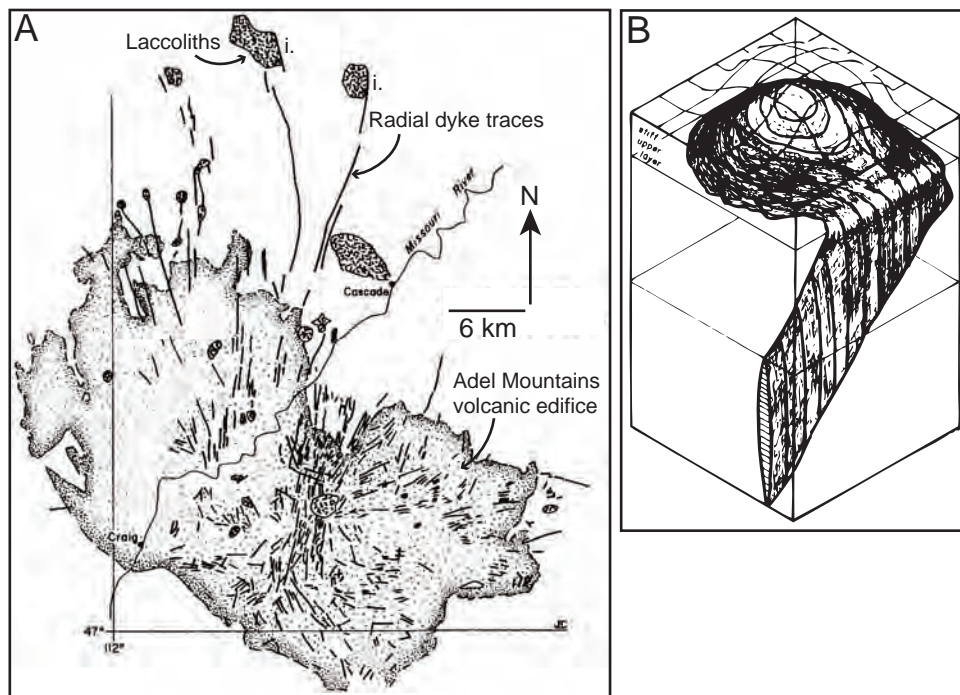 A
Laccoliths
i.
i.
Radial dyke traces
Missouri River
N
Cascade
6 km
Adel Mountains
volcanic edifice
Craig
47°
112°
JC
B
stiff
upper
layer